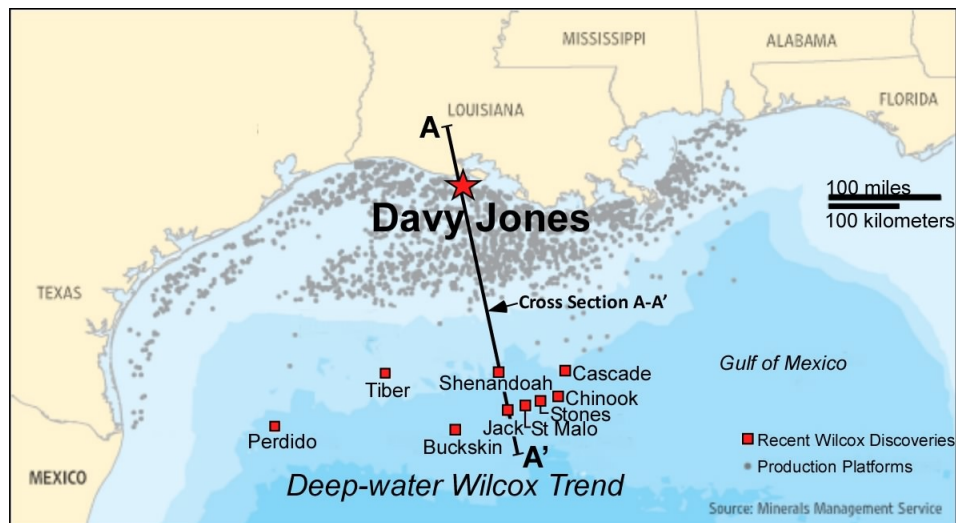 MISSISSIPPI
ALABAMA
LOUISIANA
FLORIDA
A
Davy Jones
100 miles
100 kilometers
TEXAS
Cross Section A-A’
Gulf of Mexico
Tiber
Shenandoah
Cascade
Chinook
Stones
Jack
St Malo
Perdido
Buckskin
A’
MEXICO
Deep-water Wilcox Trend
Recent Wilcox Discoveries
Production Platforms
Source: Minerals Management Service